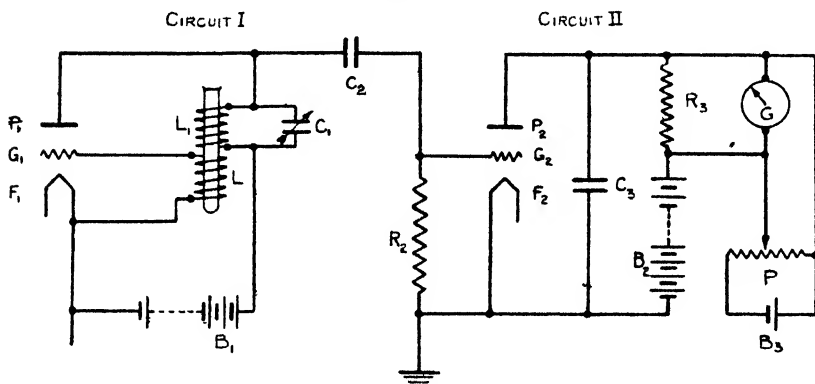 CIRCUIT I
CIRCUIT II
C₂
P₁
G₁
F₁
L₁
L
C₁
B₁
R₂
P₂
G₂
F₂
C₃
R₃
G
B₂
P
B₃